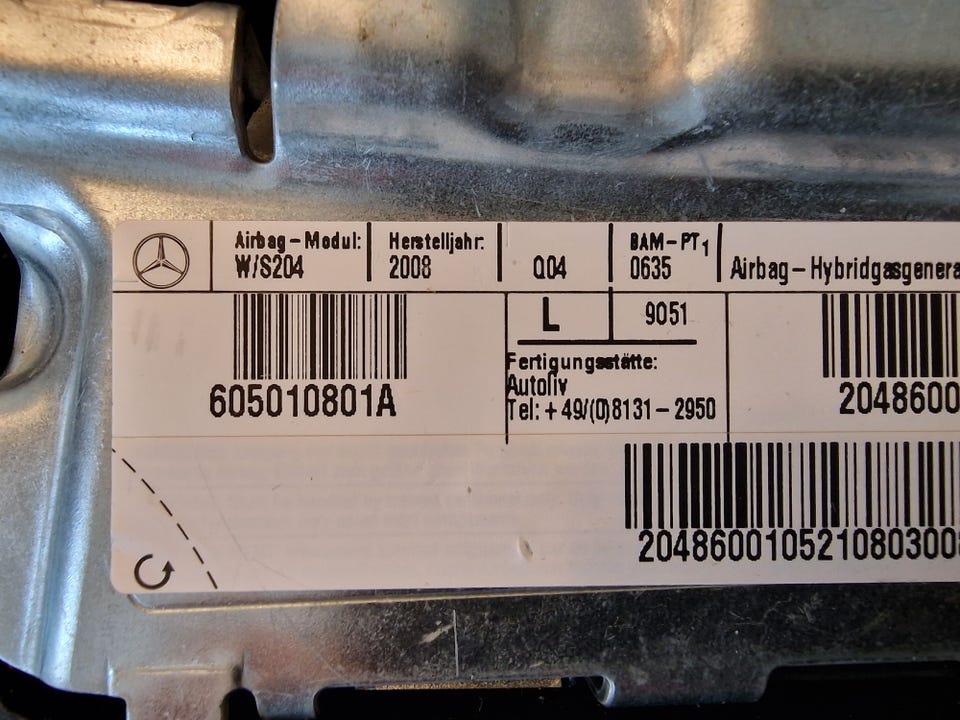 Airbag-Modul: Herstelljahr: BAM-PT1
W/S204 2008 Q04 0635 Airbag-Hybridgasgenera
L 9051
Fertigungsstätte:
Autoliv
605010801A Tel: +49/(0)8131-2950 2048600
204860010521080300